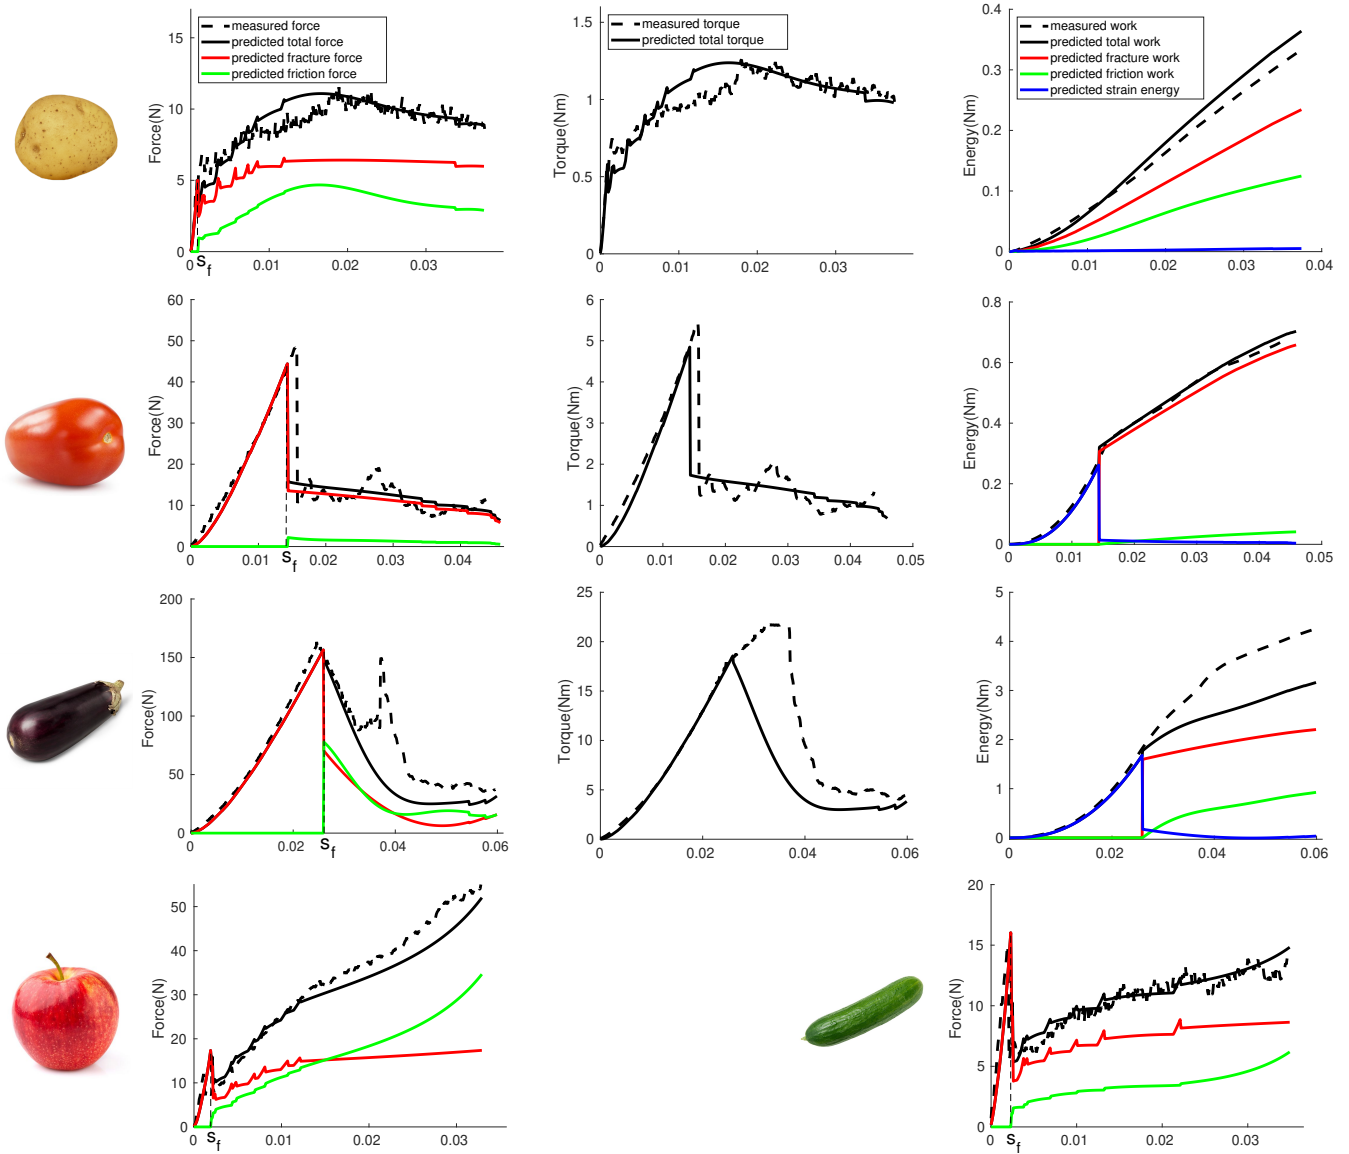 measured force
predicted total force
predicted fracture force
predicted friction force
Force(N)
15
10
5
0
0 s_f 0.01 0.02 0.03
measured torque
predicted total torque
Torque(Nm)
1.5
1
0.5
0
0 0.01 0.02 0.03 0.04
measured work
predicted total work
predicted fracture work
predicted friction work
predicted strain energy
Energy(Nm)
0.4
0.3
0.2
0.1
0
0 0.01 0.02 0.03 0.04
Force(N)
60
50
40
30
20
10
0
0 0.01 s_f 0.02 0.03 0.04
Torque(Nm)
6
5
4
3
2
1
0
0 0.01 0.02 0.03 0.04 0.05
Energy(Nm)
0.8
0.6
0.4
0.2
0
0 0.01 0.02 0.03 0.04 0.05
Force(N)
200
150
100
50
0
0 0.02 s_f 0.04 0.06
Torque(Nm)
25
20
15
10
5
0
0 0.02 0.04 0.06
Energy(Nm)
5
4
3
2
1
0
0 0.02 0.04 0.06
Force(N)
50
40
30
20
10
0
0 s_f 0.01 0.02 0.03
Force(N)
20
15
10
5
0
0 s_f 0.01 0.02 0.03